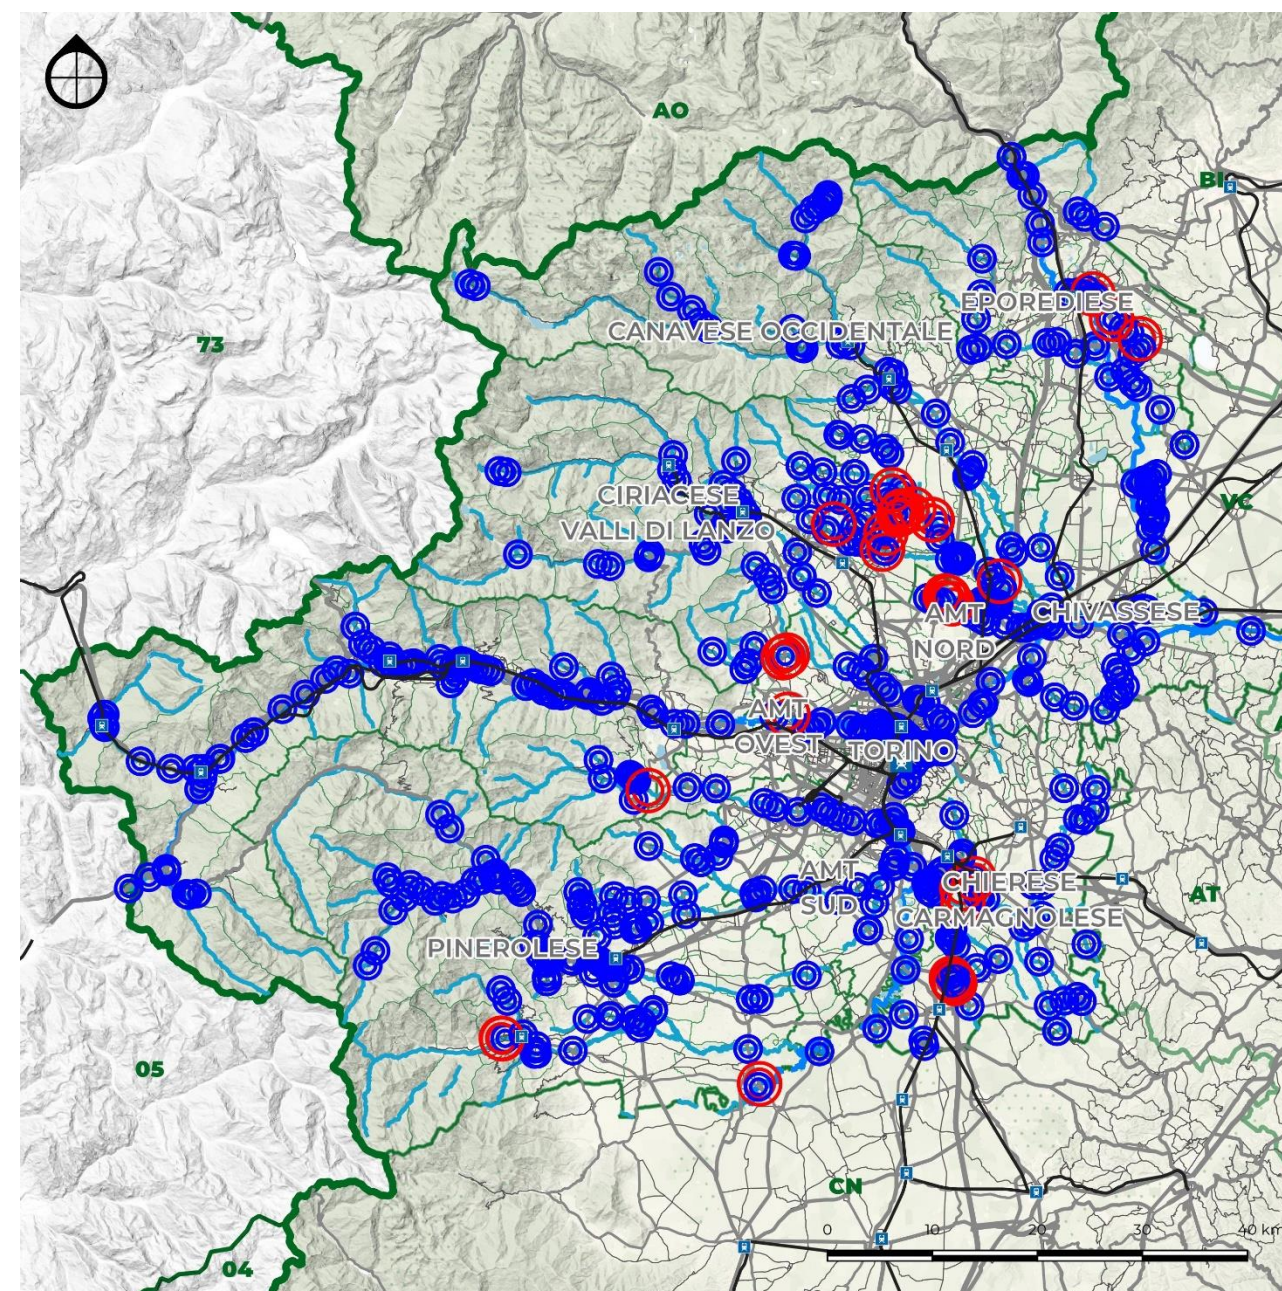 AO
BI
EPOREDIESE
CANAVESE OCCIDENTALE
73
CIRIACESE
VALLI DI LANZO
VC
AMT
NORD
CHIVASSESE
AMT
OVEST
TORINO
AMT
SUD
CHIERESE
CARMAGNOLESE
AT
PINEROLESE
05
CN
04
0 10 20 30 40 km